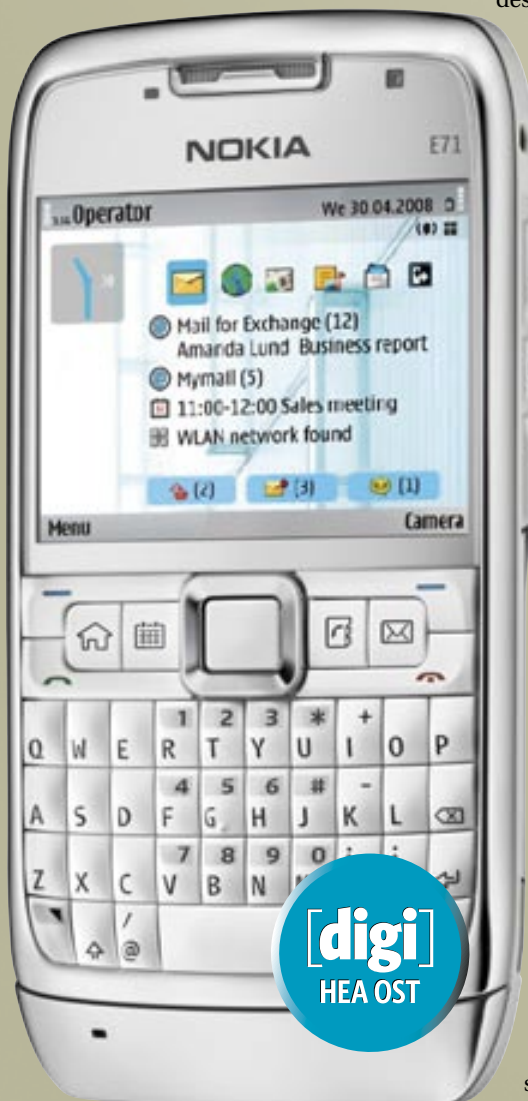 des
NOKIA
E71
Operator
We 30.04.2008
Mail for Exchange (12)
Amanda Lund Business report
Mymail (5)
11:00-12:00 Sales meeting
WLAN network found
(2) (3) (1)
Menu Camera
1 2 3 * +
Q W E R T Y U I O P
4 5 6 # -
A S D F G H J K L
7 8 9 0
Z X C V B N
/
@
[digi]
HEA OST
s